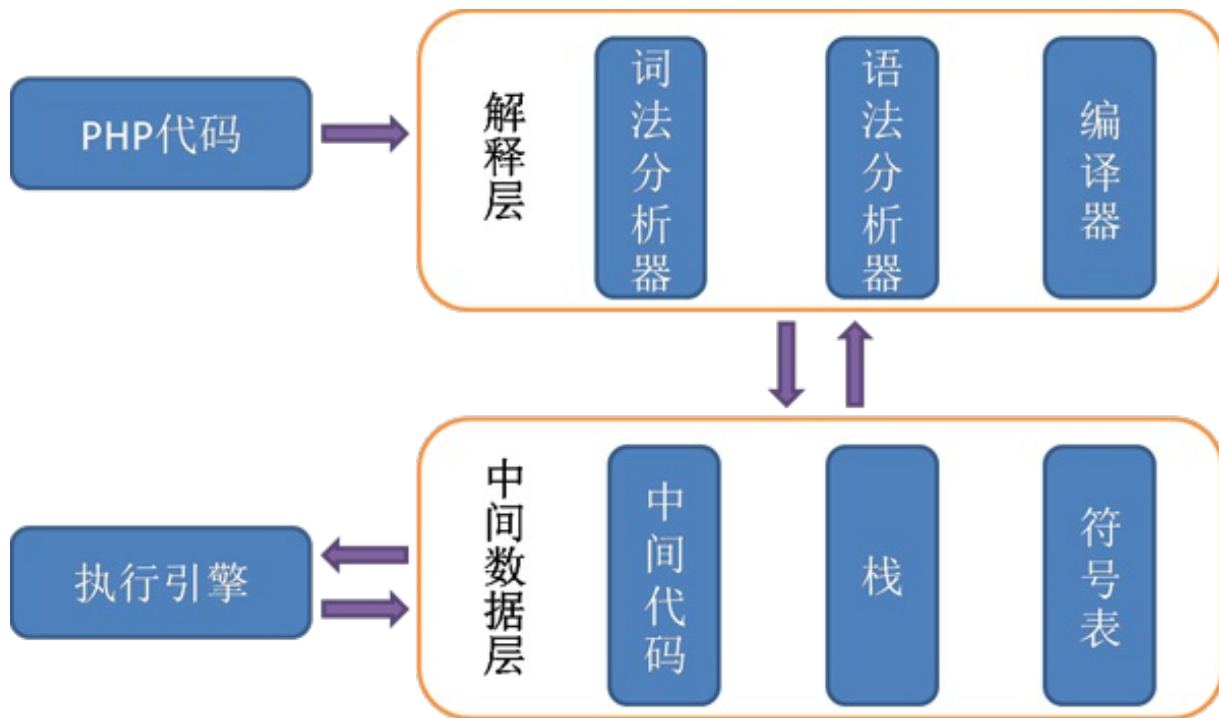 PHP代码
解释层
词法分析器
语法分析器
编译器
执行引擎
中间数据层
中间代码
栈
符号表